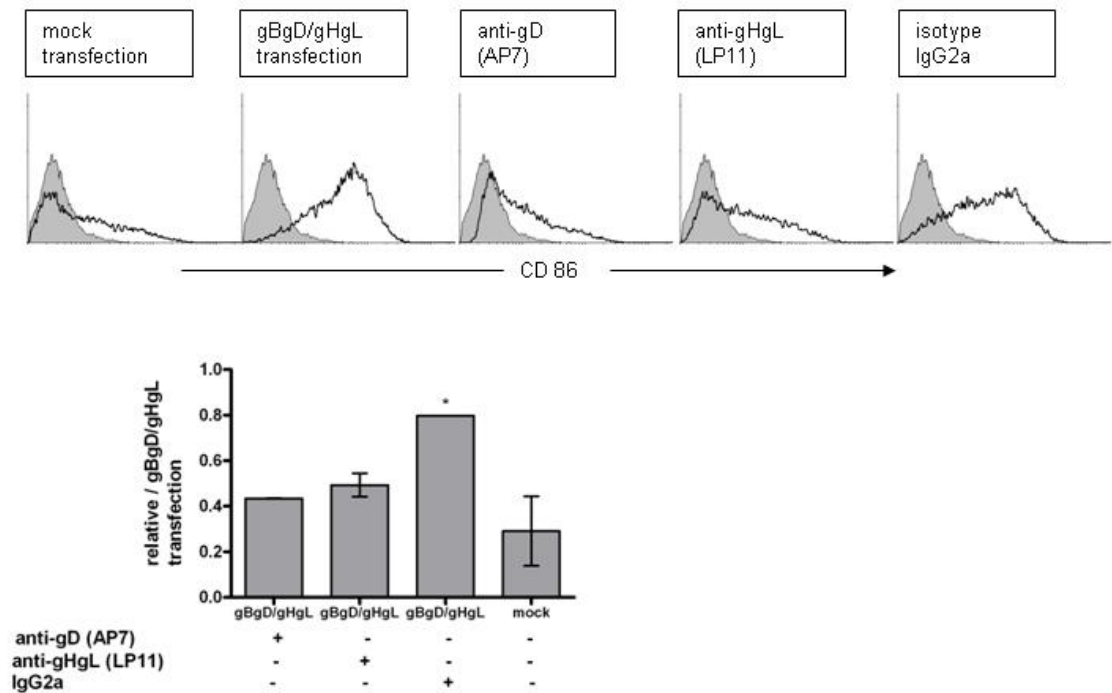 mock
transfection
gBgD/gHgL
transfection
anti-gD
(AP7)
anti-gHgL
(LP11)
isotype
IgG2a
CD 86
relative / gBgD/gHgL
transfection
1.0
0.8
0.6
0.4
0.2
0.0
*
gBgD/gHgL gBgD/gHgL gBgD/gHgL mock
anti-gD (AP7) + - - -
anti-gHgL (LP11) - + - -
IgG2a - - + -